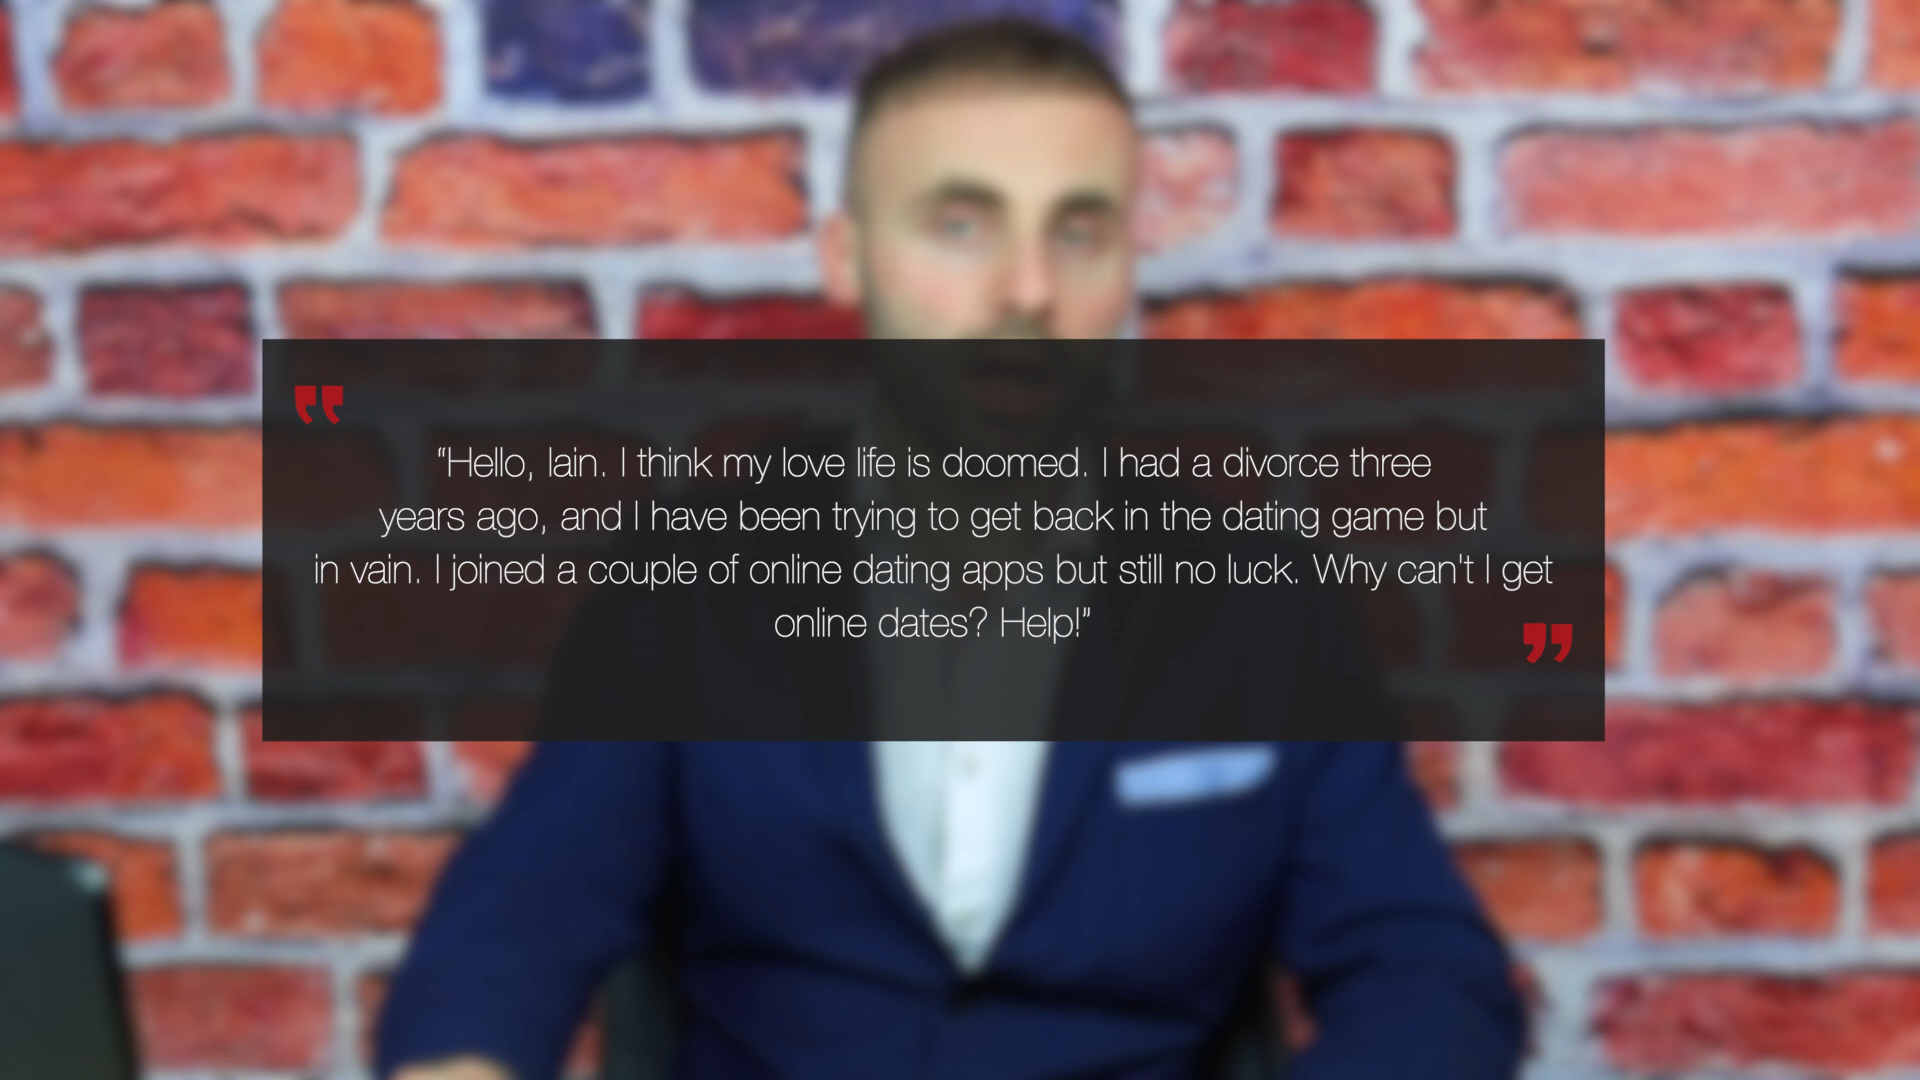 “Hello, Iain. I think my love life is doomed. I had a divorce three
years ago, and I have been trying to get back in the dating game but
in vain. I joined a couple of online dating apps but still no luck. Why can't I get
online dates? Help!”